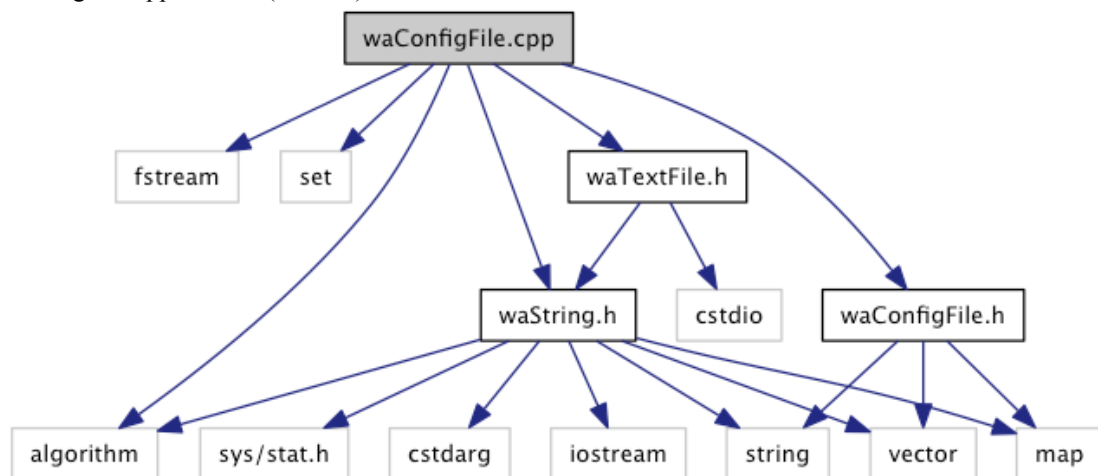 waConfigFile.cpp
fstream
set
waTextFile.h
waString.h
cstdio
waConfigFile.h
algorithm
sys/stat.h
cstdarg
iostream
string
vector
map